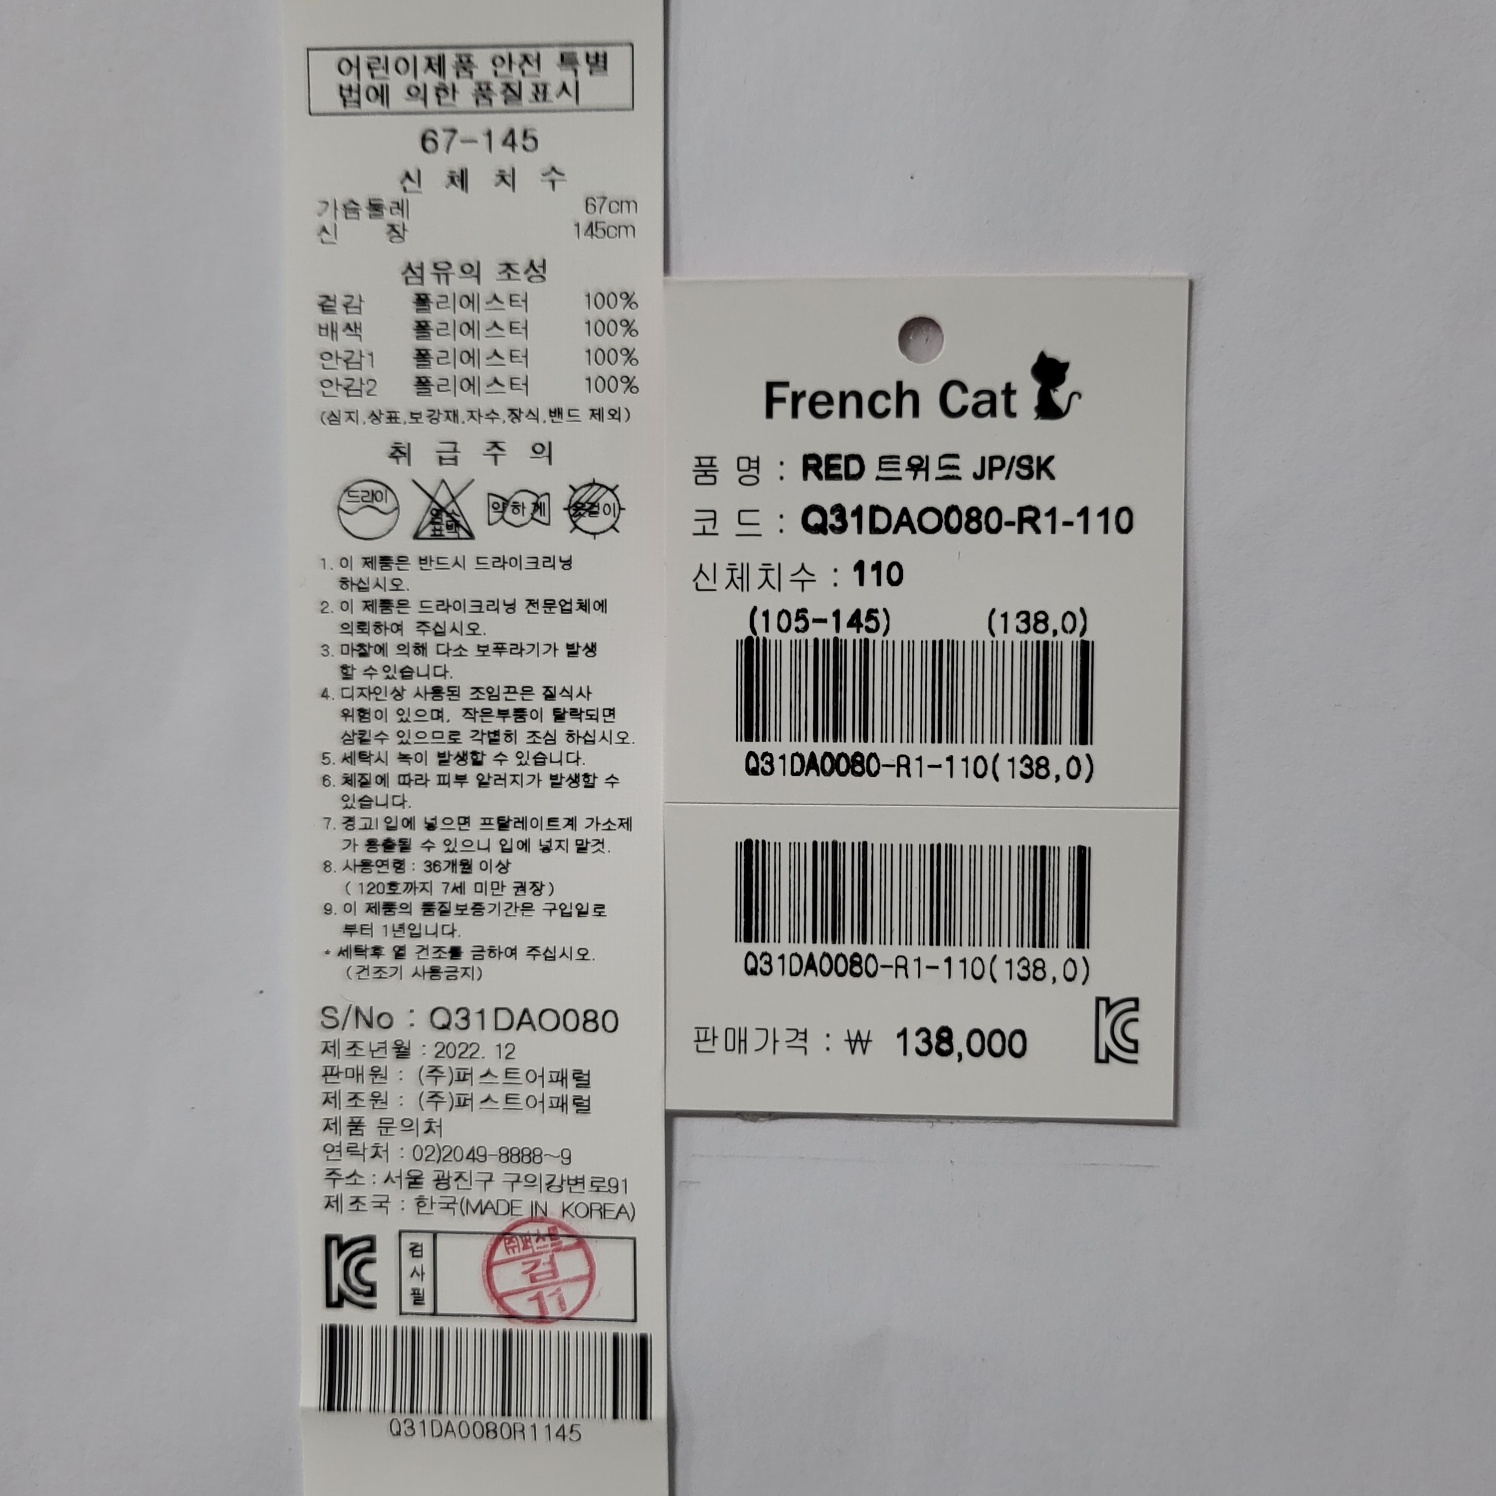 어린이제품 안전 특별
법에 의한 품질표시
67-145
신 체 치 수
가슴둘레 67cm
신 장 145cm
섬유의 조성
겉감 폴리에스터 100%
배색 폴리에스터 100%
안감1 폴리에스터 100%
안감2 폴리에스터 100%
(심지,상표,보강재,자수,장식,밴드 제외)
취 급 주 의
드라이 염소 표백 약하게 옷걸이
1. 이 제품은 반드시 드라이크리닝
하십시오.
2. 이 제품은 드라이크리닝 전문업체에
의뢰하여 주십시오.
3. 마찰에 의해 다소 보푸라기가 발생
할 수있습니다.
4. 디자인상 사용된 조임끈은 질식사
위험이 있으며, 작은부품이 탈락되면
삼킬수 있으므로 각별히 조심 하십시오.
5. 세탁시 녹이 발생할 수 있습니다.
6. 체질에 따라 피부 알러지가 발생할 수
있습니다.
7. 경고! 입에 넣으면 프탈레이트계 가소제
가 용출될 수 있으니 입에 넣지 말것.
8. 사용연령 : 36개월 이상
( 120호까지 7세 미만 권장 )
9. 이 제품의 품질보증기간은 구입일로
부터 1년입니다.
* 세탁후 열 건조를 금하여 주십시오.
(건조기 사용금지)
S/No : Q31DAO080
제조년월 : 2022. 12
판매원 : (주)퍼스트어패럴
제조원 : (주)퍼스트어패럴
제품 문의처
연락처 : 02)2049-8888~9
주소 : 서울 광진구 구의강변로91
제조국 : 한국(MADE IN KOREA)
KC 검사필
㈜퍼스트
검
11
Q31DAO080R1145
French Cat
품 명 : RED 트위드 JP/SK
코 드 : Q31DAO080-R1-110
신체치수 : 110
(105-145) (138,0)
Q31DAO080-R1-110(138,0)
Q31DAO080-R1-110(138,0)
판매가격 : ₩ 138,000
KC